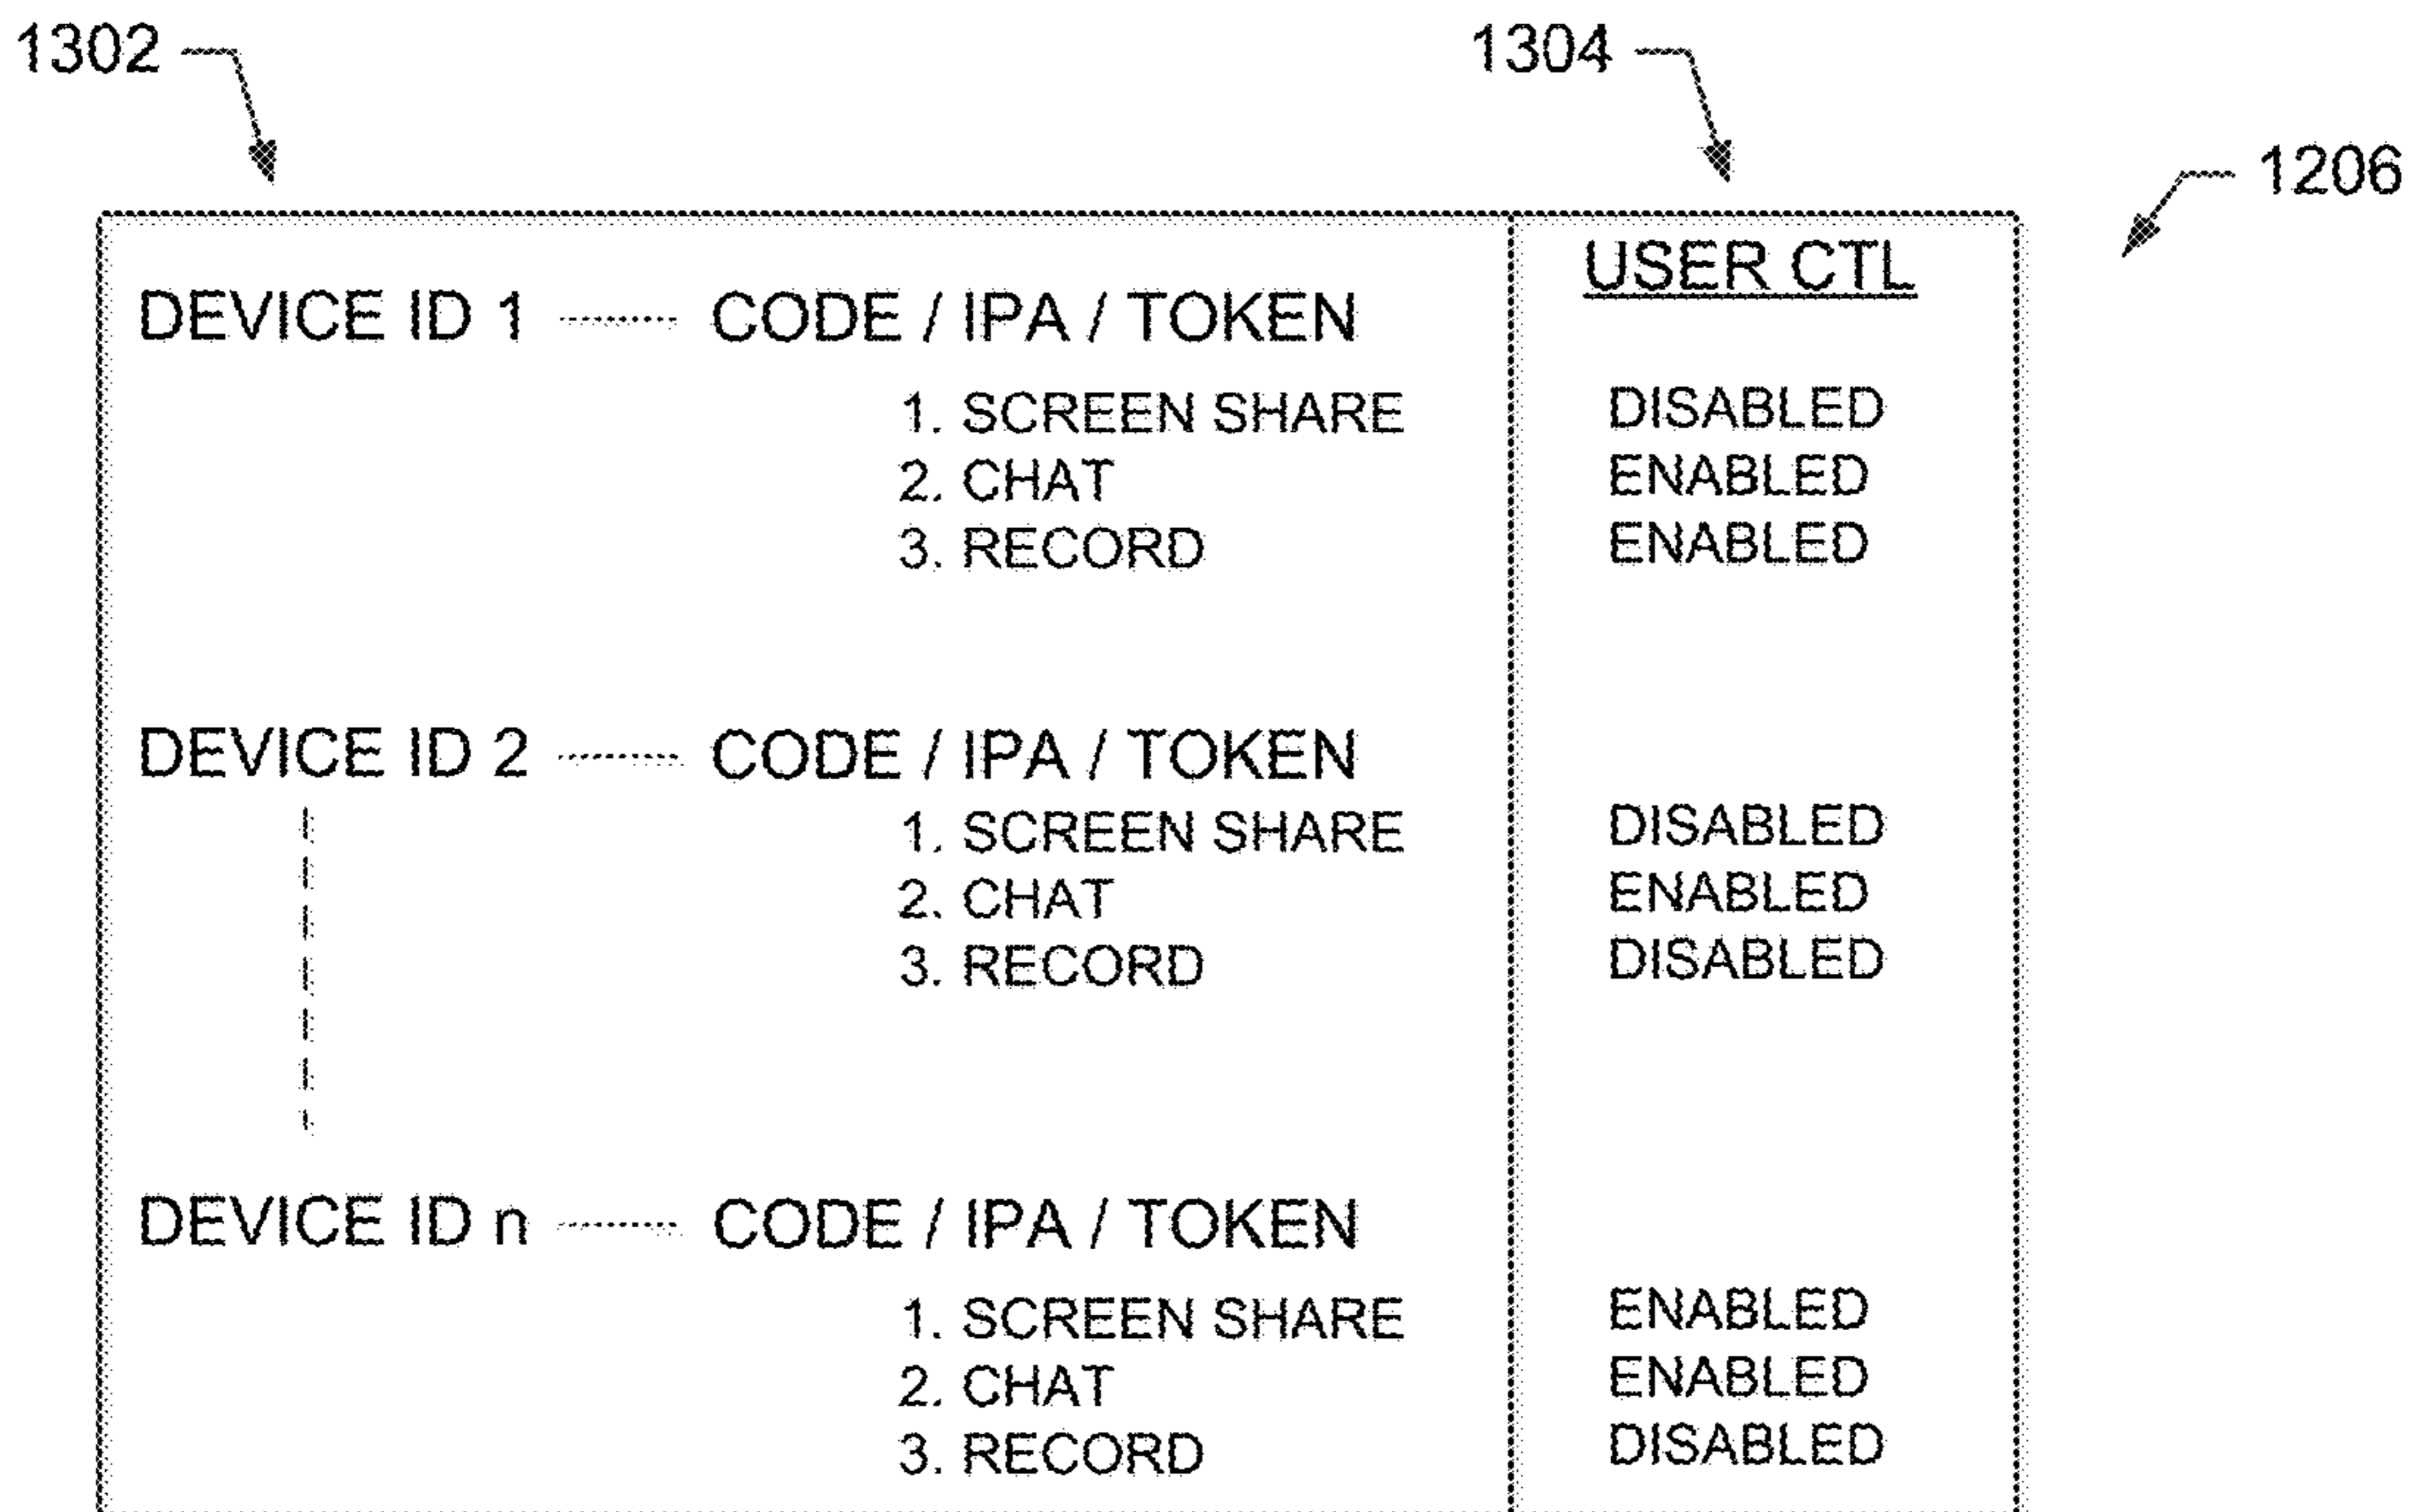 1302
1304
1206
USER CTL
DEVICE ID 1 CODE / IPA / TOKEN
1. SCREEN SHARE DISABLED
2. CHAT ENABLED
3. RECORD ENABLED
DEVICE ID 2 CODE / IPA / TOKEN
1. SCREEN SHARE DISABLED
2. CHAT ENABLED
3. RECORD DISABLED
DEVICE ID n CODE / IPA / TOKEN
1. SCREEN SHARE ENABLED
2. CHAT ENABLED
3. RECORD DISABLED